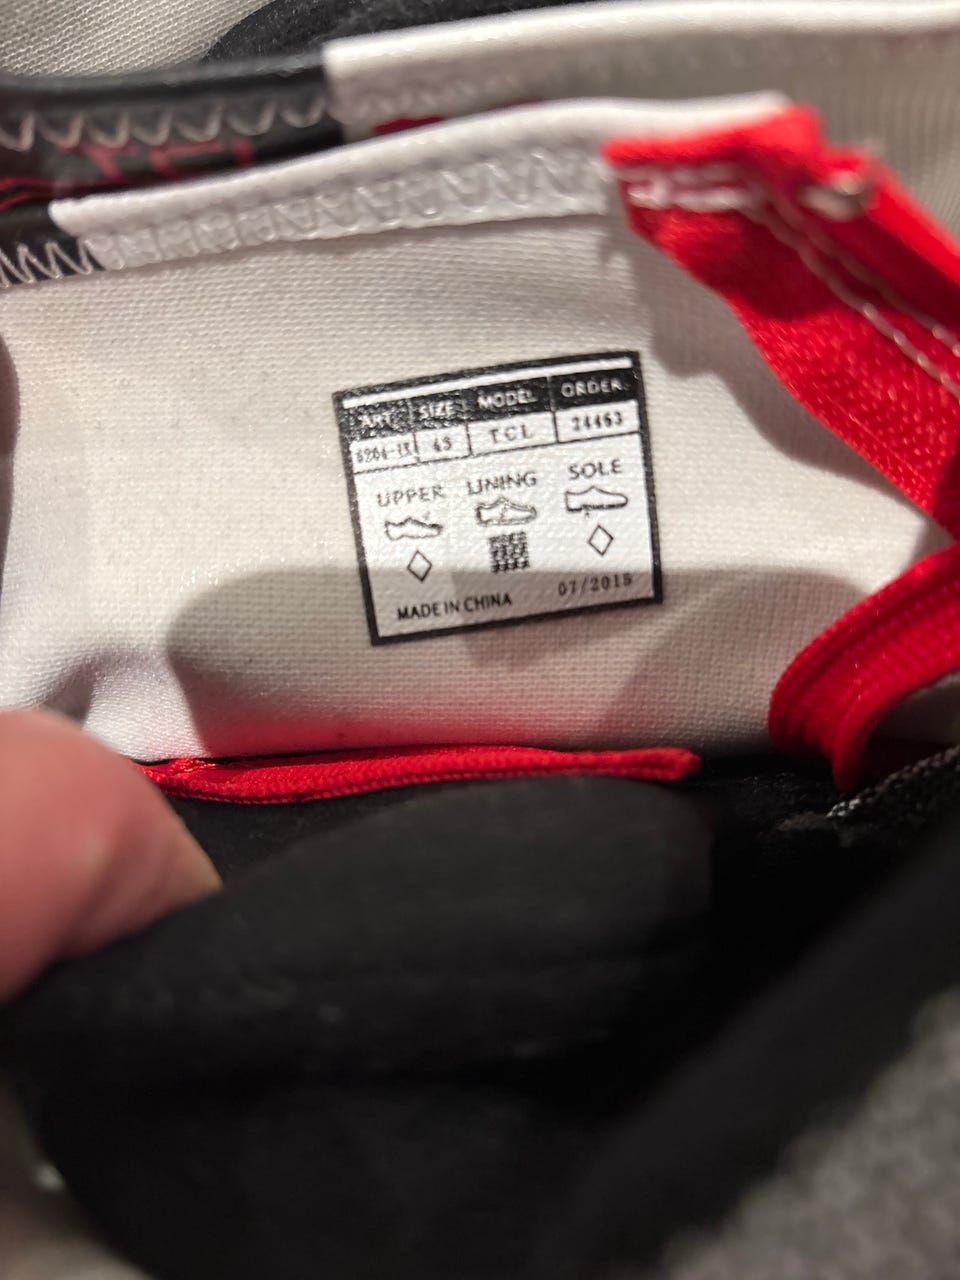 ART SIZE MODEL ORDER
45 TCL 24463
UPPER LINING SOLE
MADE IN CHINA 07/2015